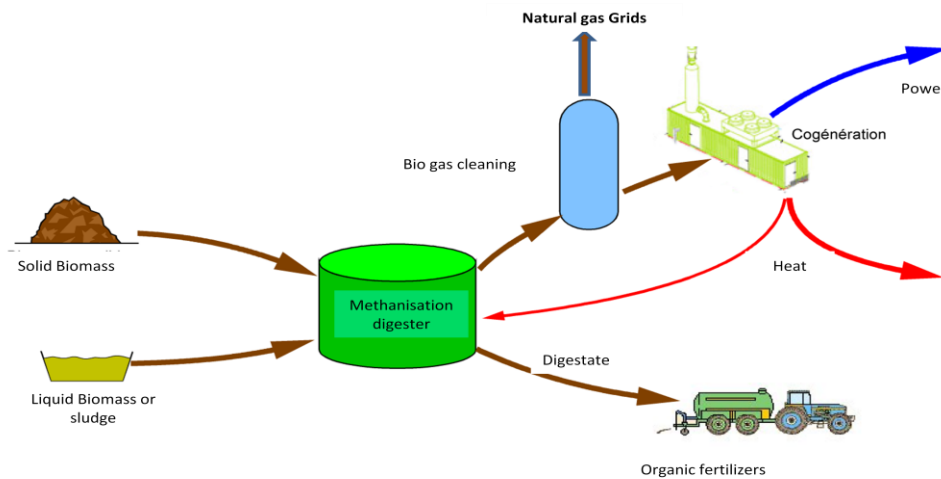 Natural gas Grids
Power
Cogénération
Bio gas cleaning
Solid Biomass
Heat
Methanisation
digester
Digestate
Liquid Biomass or
sludge
Organic fertilizers